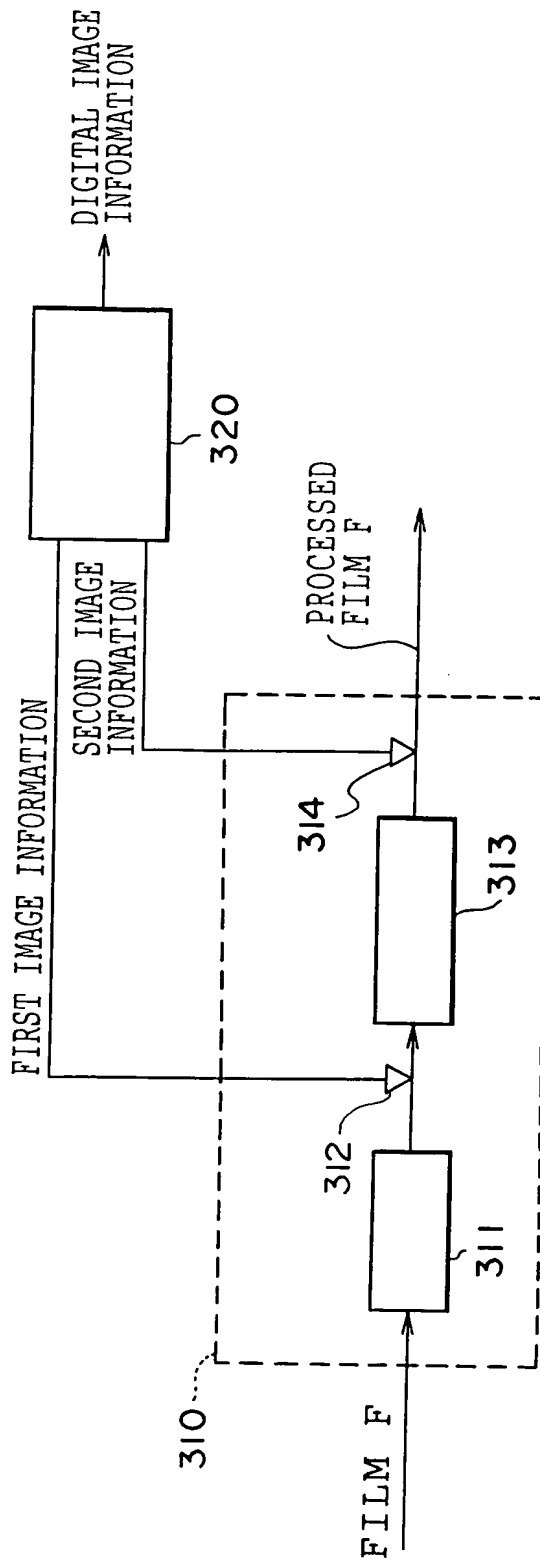 FIRST IMAGE INFORMATION
SECOND IMAGE
INFORMATION
DIGITAL IMAGE
INFORMATION
320
310
FILM F
311
312
313
314
PROCESSED
FILM F